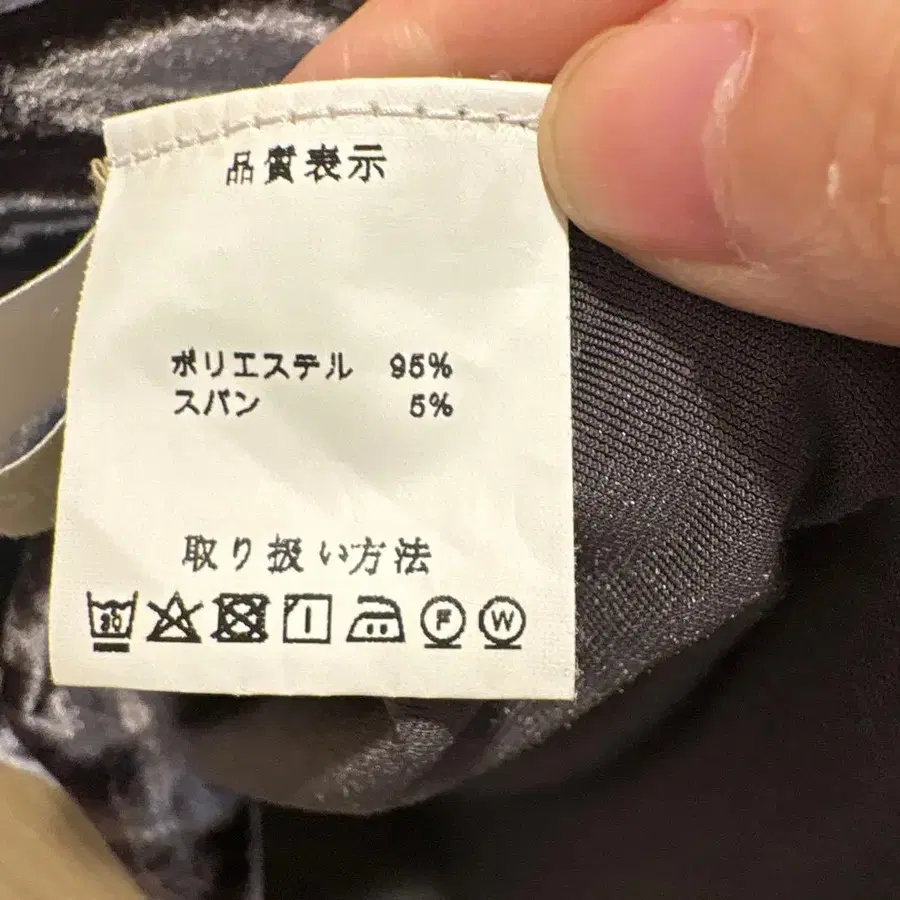 品質表示
ポリエステル 95%
スパン 5%
取り扱い方法
30 F W